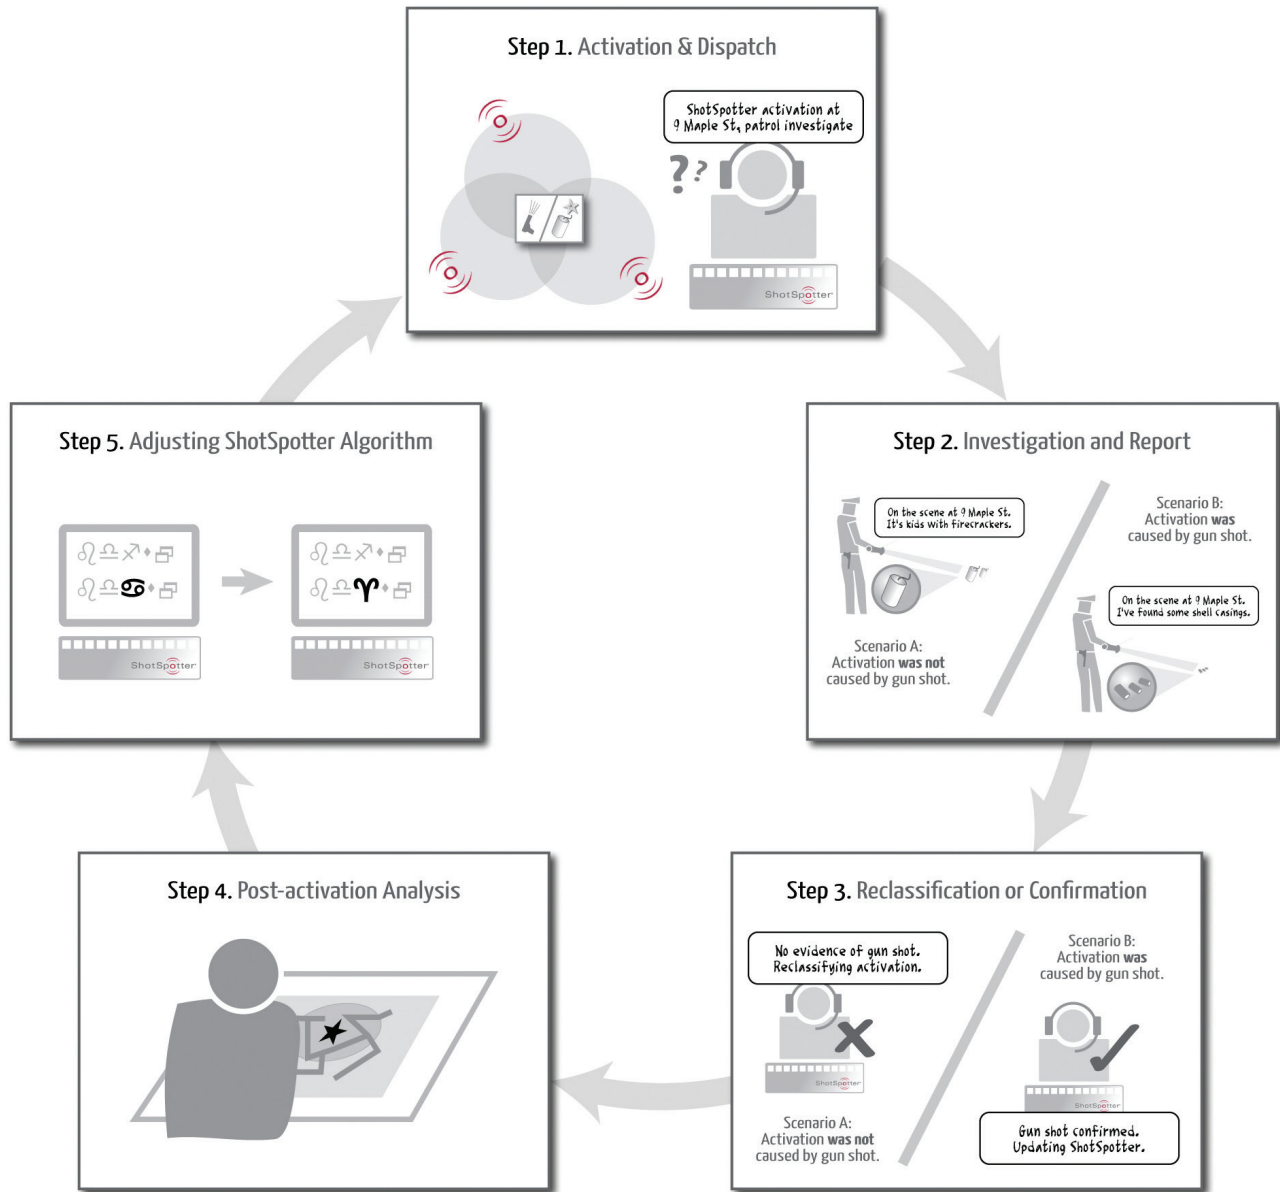 Step 1. Activation & Dispatch
ShotSpotter activation at
9 Maple St, patrol investigate
? ?
ShotSpotter
Step 2. Investigation and Report
On the scene at 9 Maple St.
It's kids with firecrackers.
Scenario A:
Activation was not
caused by gun shot.
Scenario B:
Activation was
caused by gun shot.
On the scene at 9 Maple St.
I've found some shell casings.
Step 3. Reclassification or Confirmation
No evidence of gun shot.
Reclassifying activation.
ShotSpotter
Scenario A:
Activation was not
caused by gun shot.
Scenario B:
Activation was
caused by gun shot.
ShotSpotter
Gun shot confirmed.
Updating ShotSpotter.
Step 4. Post-activation Analysis
Step 5. Adjusting ShotSpotter Algorithm
♌♎♐⬧🗗
♌♎♋⬧🗗
ShotSpotter
♌♎♐⬧🗗
♌♎♈⬧🗗
ShotSpotter